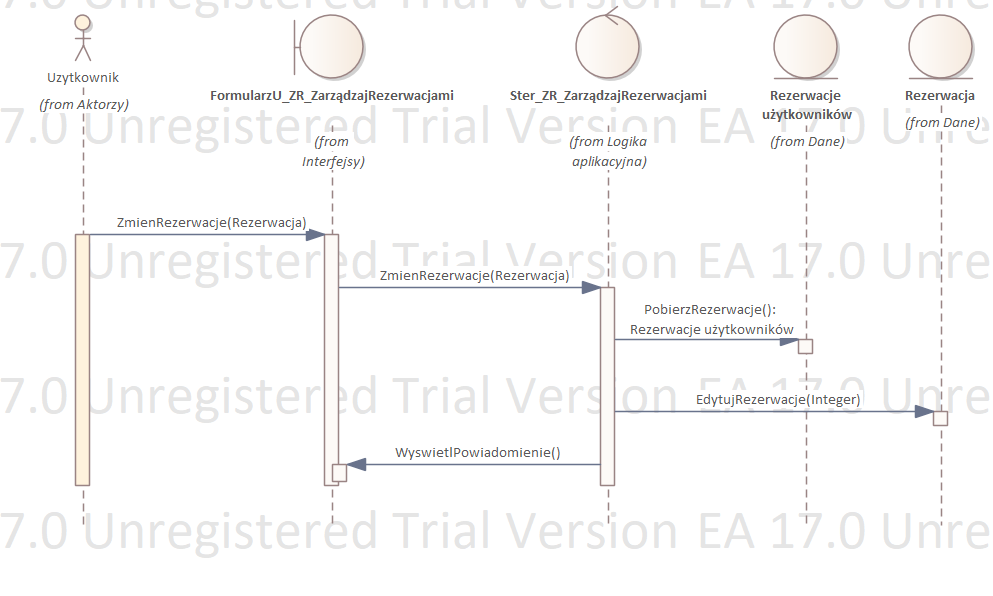 Uzytkownik
(from Aktorzy)
FormularzU_ZR_ZarządzajRezerwacjami
(from
Interfejsy)
Ster_ZR_ZarządzajRezerwacjami
(from Logika
aplikacyjna)
Rezerwacje
użytkowników
(from Dane)
Rezerwacja
(from Dane)
7.0 Unregistered Trial Version EA 17.0 Unre
ZmienRezerwacje(Rezerwacja)
7.0 Unregistered Trial Version EA 17.0 Unre
ZmienRezerwacje(Rezerwacja)
PobierzRezerwacje():
Rezerwacje użytkowników
7.0 Unregistered Trial Version EA 17.0 Unre
EdytujRezerwacje(Integer)
WyswietlPowiadomienie()
7.0 Unregistered Trial Version EA 17.0 Unre